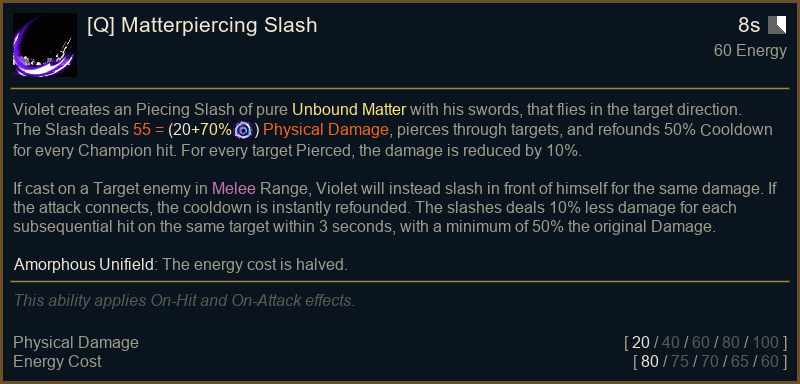 [Q] Matterpiercing Slash
8s
60 Energy
Violet creates an Piecing Slash of pure Unbound Matter with his swords, that flies in the target direction.
The Slash deals 55 = (20+70%) Physical Damage, pierces through targets, and refounds 50% Cooldown
for every Champion hit. For every target Pierced, the damage is reduced by 10%.
If cast on a Target enemy in Melee Range, Violet will instead slash in front of himself for the same damage. If
the attack connects, the cooldown is instantly refounded. The slashes deals 10% less damage for each
subsequential hit on the same target within 3 seconds, with a minimum of 50% the original Damage.
Amorphous Unifield: The energy cost is halved.
This ability applies On-Hit and On-Attack effects.
Physical Damage [ 20 / 40 / 60 / 80 / 100 ]
Energy Cost [ 80 / 75 / 70 / 65 / 60 ]